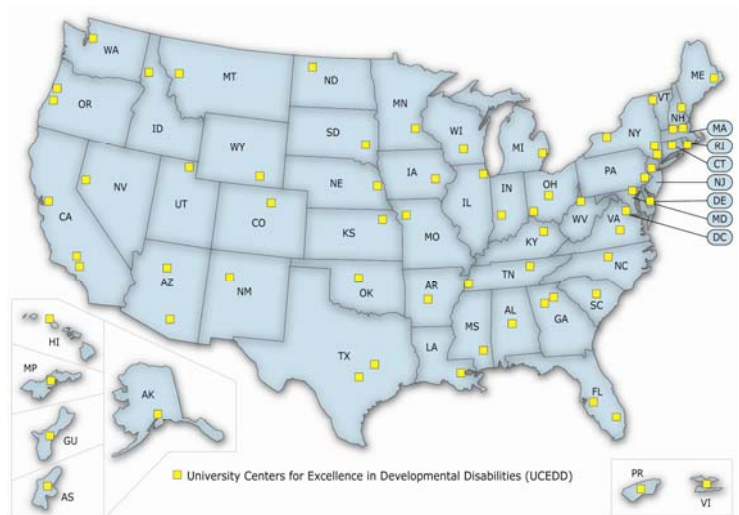 WA
MT
ND
MN
ME
VT
NH
OR
ID
SD
WI
MI
NY
MA
RI
CT
WY
IA
PA
NJ
NE
IL
IN
OH
DE
NV
UT
CO
WV
VA
MD
DC
CA
KS
MO
KY
NC
AZ
NM
OK
AR
TN
SC
MS
AL
GA
LA
TX
FL
HI
MP
AK
GU
AS
University Centers for Excellence in Developmental Disabilities (UCEDD)
PR
VI